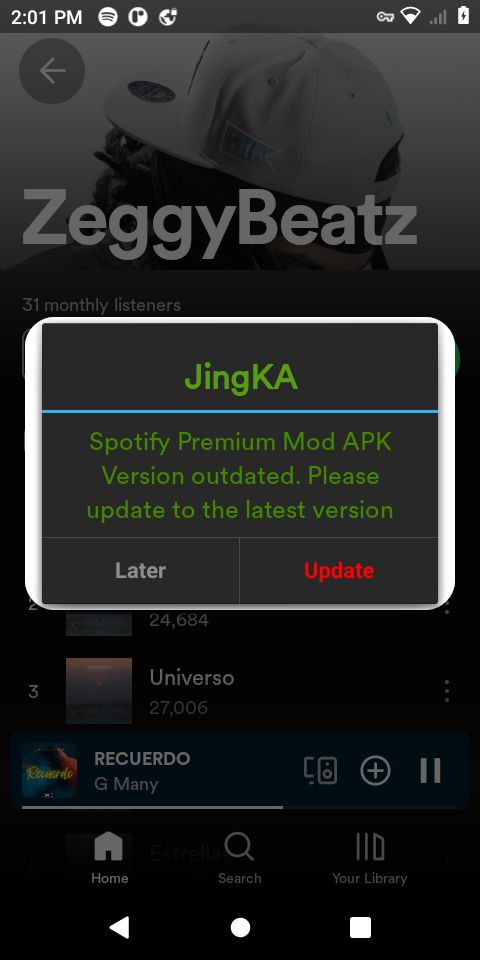 2:01 PM
ZeggyBeatz
31 monthly listeners
JingKA
Spotify Premium Mod APK
Version outdated. Please
update to the latest version
Later
Update
2
24,684
3
Universo
27,006
RECUERDO
G Many
Estrellas
Home
Search
Your Library